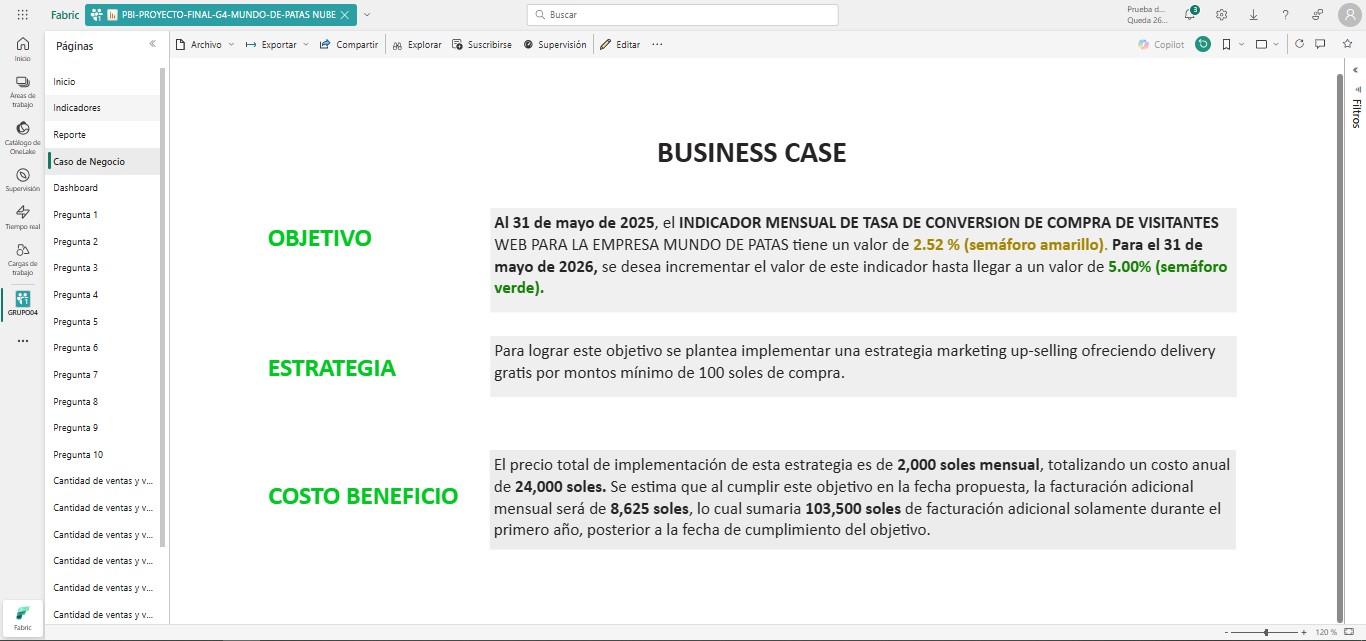 Fabric
PBI-PROYECTO-FINAL-G4-MUNDO-DE-PATAS NUBE
Buscar
Prueba d...
Queda 26...
3
Inicio
Áreas de
trabajo
Catálogo de
OneLake
Supervisión
Tiempo real
Cargas de
trabajo
GRUPO04
Fabric
Páginas
Inicio
Indicadores
Reporte
Caso de Negocio
Dashboard
Pregunta 1
Pregunta 2
Pregunta 3
Pregunta 4
Pregunta 5
Pregunta 6
Pregunta 7
Pregunta 8
Pregunta 9
Pregunta 10
Cantidad de ventas y v...
Cantidad de ventas y v...
Cantidad de ventas y v...
Cantidad de ventas y v...
Cantidad de ventas y v...
Cantidad de ventas y v...
Archivo Exportar Compartir Explorar Suscribirse Supervisión Editar ... Copilot
BUSINESS CASE
OBJETIVO
Al 31 de mayo de 2025, el INDICADOR MENSUAL DE TASA DE CONVERSION DE COMPRA DE VISITANTES
WEB PARA LA EMPRESA MUNDO DE PATAS tiene un valor de 2.52 % (semáforo amarillo). Para el 31 de
mayo de 2026, se desea incrementar el valor de este indicador hasta llegar a un valor de 5.00% (semáforo
verde).
ESTRATEGIA
Para lograr este objetivo se plantea implementar una estrategia marketing up-selling ofreciendo delivery
gratis por montos mínimo de 100 soles de compra.
COSTO BENEFICIO
El precio total de implementación de esta estrategia es de 2,000 soles mensual, totalizando un costo anual
de 24,000 soles. Se estima que al cumplir este objetivo en la fecha propuesta, la facturación adicional
mensual será de 8,625 soles, lo cual sumaria 103,500 soles de facturación adicional solamente durante el
primero año, posterior a la fecha de cumplimiento del objetivo.
Filtros
- + 120 %